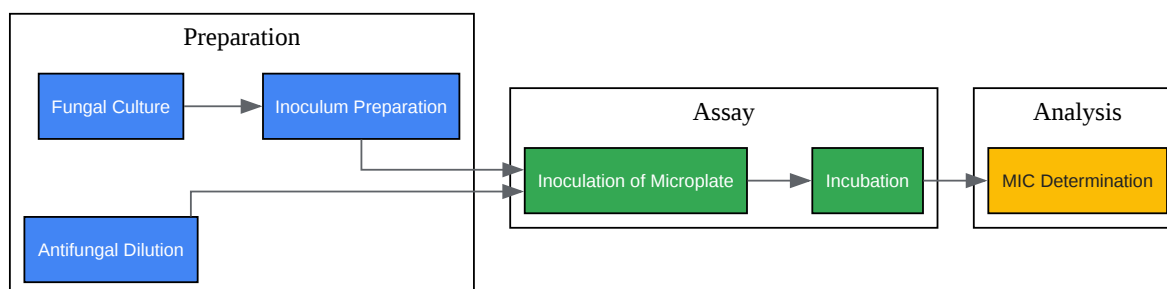 Preparation
Fungal Culture
Inoculum Preparation
Antifungal Dilution
Assay
Inoculation of Microplate
Incubation
Analysis
MIC Determination